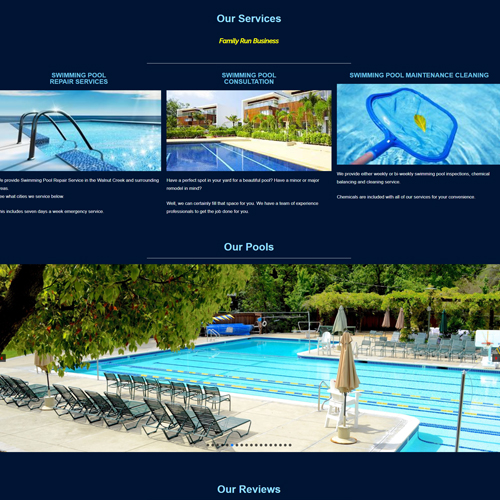 Our Services
Family Run Business
SWIMMING POOL
REPAIR SERVICES
We provide Swimming Pool Repair Service in the Walnut Creek and surrounding
areas.
See what cities we service below.
This includes seven days a week emergency service.
SWIMMING POOL
CONSULTATION
Have a perfect spot in your yard for a beautiful pool? Have a minor or major
remodel in mind?
Well, we can certainly fill that space for you. We have a team of experience
professionals to get the job done for you.
SWIMMING POOL MAINTENANCE CLEANING
We provide either weekly or bi-weekly swimming pool inspections, chemical
balancing and cleaning service.
Chemicals are included with all of our services for your convenience.
Our Pools
Our Reviews